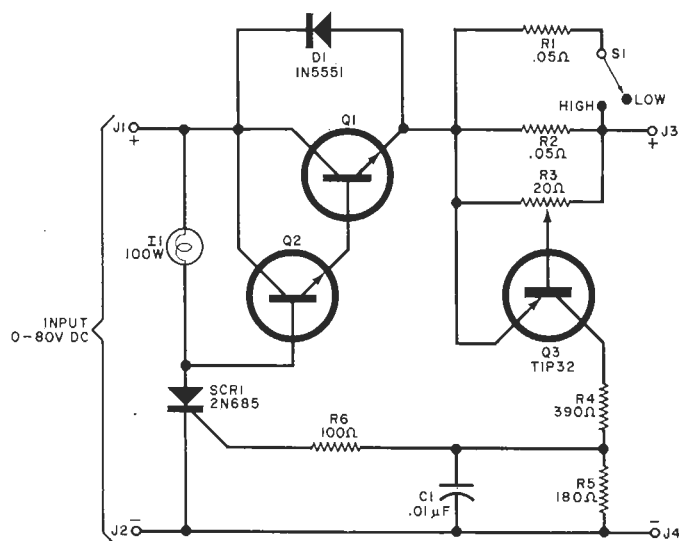 D1
1N5551
R1
.05Ω
S1
LOW
HIGH
J1
+
Q1
R2
.05Ω
J3
+
R3
20Ω
I1
100W
Q2
INPUT
0-80V DC
Q3
TIP32
SCR1
2N685
R4
390Ω
R6
100Ω
C1
.01µF
R5
180Ω
J2
−
−
J4